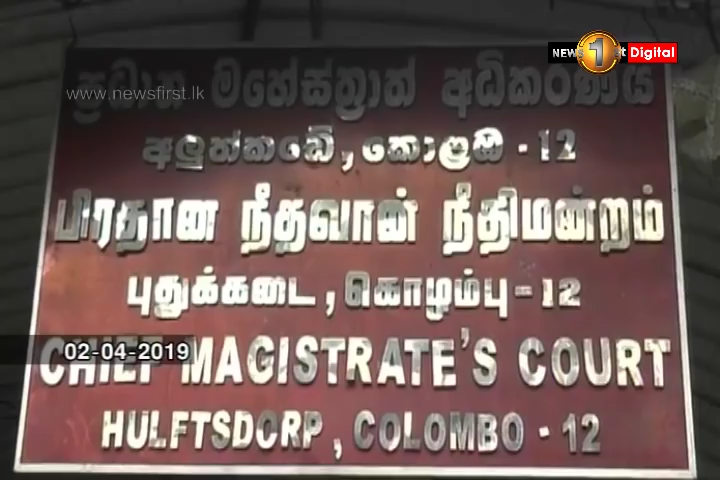 NEWS 1st Digital
www.newsfirst.lk
ප්‍රධාන මහේස්ත්‍රාත් අධිකරණය
අලුත්කඩේ, කොළඹ - 12
பிரதான நீதவான் நீதிமன்றம்
புதுக்கடை, கொழும்பு - 12
02-04-2019
CHIEF MAGISTRATE'S COURT
HULFTSDORP, COLOMBO - 12